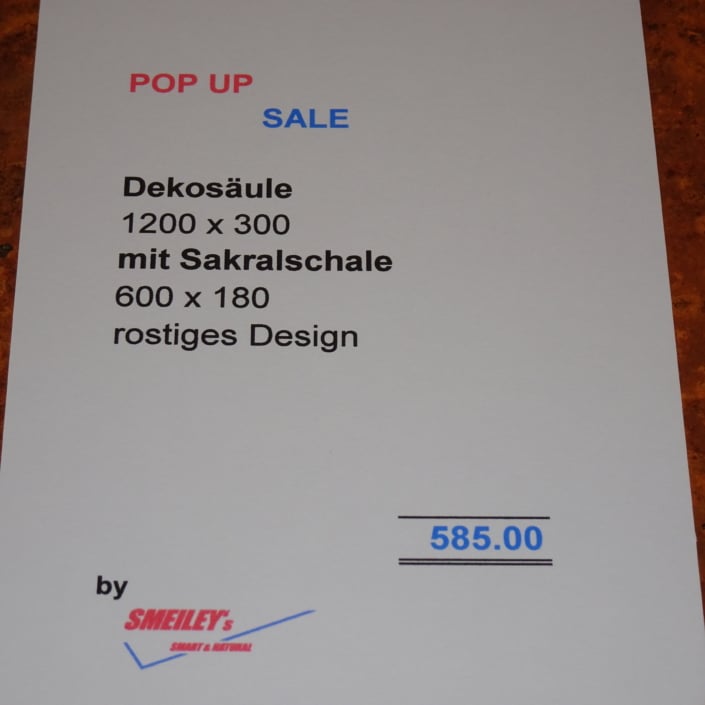 POP UP
SALE
Dekosäule
1200 x 300
mit Sakralschale
600 x 180
rostiges Design
585.00
by
SMEILEY's
SMART & NATURAL